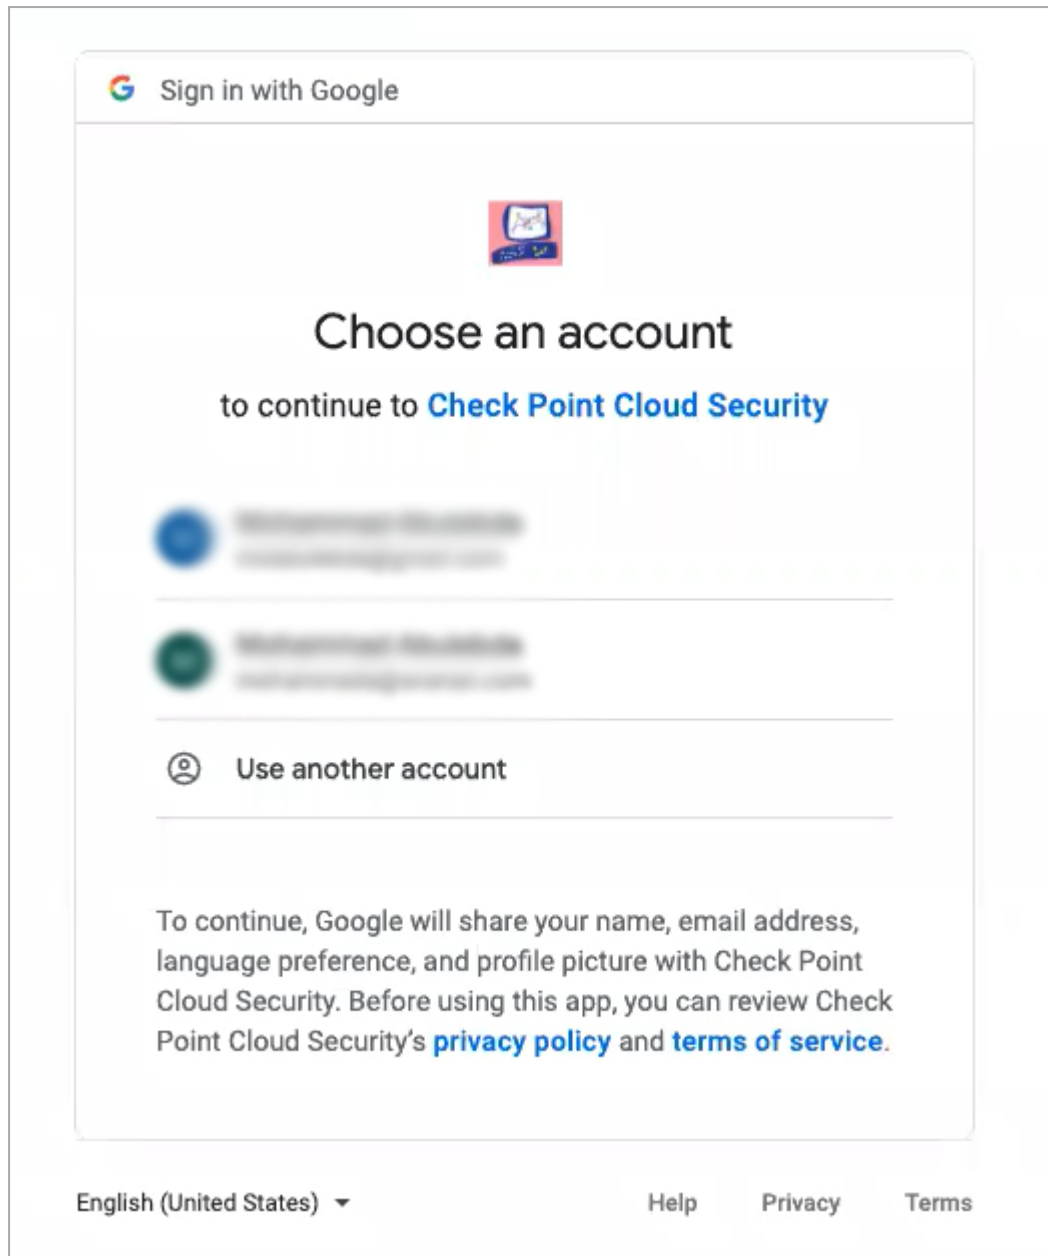 Sign in with Google
Choose an account
to continue to Check Point Cloud Security
Use another account
To continue, Google will share your name, email address,
language preference, and profile picture with Check Point
Cloud Security. Before using this app, you can review Check
Point Cloud Security's privacy policy and terms of service.
English (United States)
Help Privacy Terms